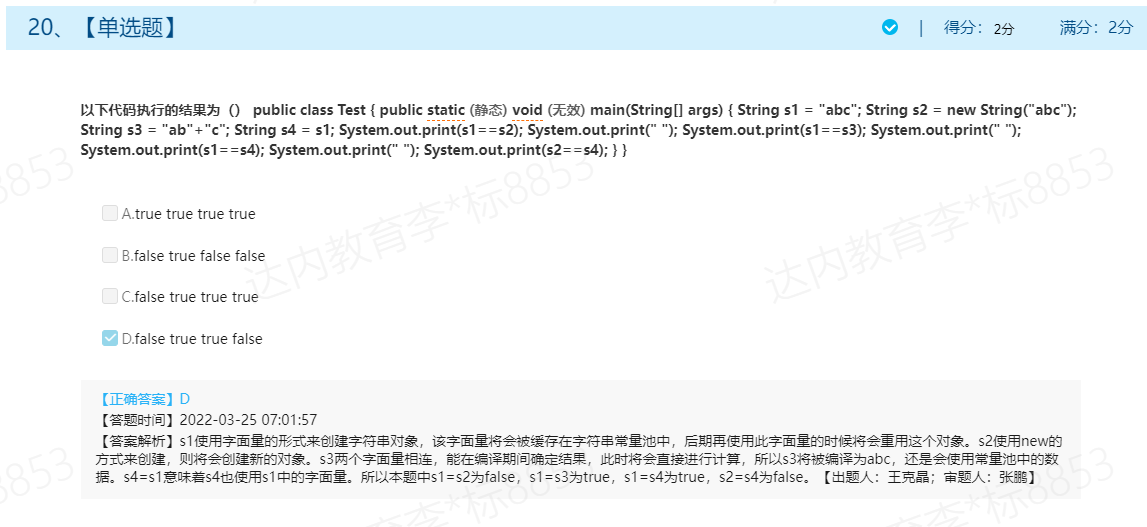 20、【单选题】 | 得分： 2分 满分：2分
以下代码执行的结果为（） public class Test { public static (静态) void (无效) main(String[] args) { String s1 = "abc"; String s2 = new String("abc");
String s3 = "ab"+"c"; String s4 = s1; System.out.print(s1==s2); System.out.print(" "); System.out.print(s1==s3); System.out.print(" ");
System.out.print(s1==s4); System.out.print(" "); System.out.print(s2==s4); } }
A.true true true true
B.false true false false
C.false true true true
D.false true true false
【正确答案】D
【答题时间】2022-03-25 07:01:57
【答案解析】s1使用字面量的形式来创建字符串对象，该字面量将会被缓存在字符串常量池中，后期再使用此字面量的时候将会重用这个对象。s2使用new的
方式来创建，则将会创建新的对象。s3两个字面量相连，能在编译期间确定结果，此时将会直接进行计算，所以s3将被编译为abc，还是会使用常量池中的数
据。s4=s1意味着s4也使用s1中的字面量。所以本题中s1=s2为false，s1=s3为true，s1=s4为true，s2=s4为false。【出题人：王克晶；审题人：张鹏】
8853
达内教育李*标8853
达内教育李*标8853
8853